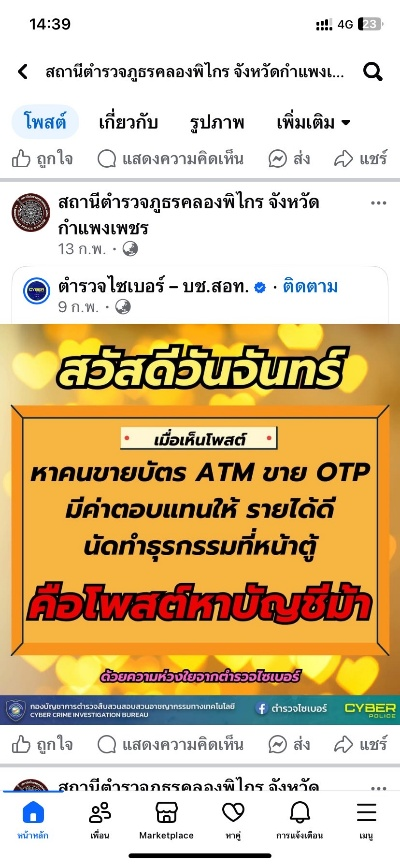 14:39
4G
23
สถานีตำรวจภูธรคลองพิไกร จังหวัดกำแพงเ...
โพสต์ เกี่ยวกับ รูปภาพ เพิ่มเติม
ถูกใจ แสดงความคิดเห็น ส่ง แชร์
สถานีตำรวจภูธรคลองพิไกร จังหวัด
กำแพงเพชร
13 ก.พ. ·
ตำรวจไซเบอร์ – บช.สอท. · ติดตาม
9 ก.พ. ·
สวัสดีวันจันทร์
เมื่อเห็นโพสต์
หาคนขายบัตร ATM ขาย OTP
มีค่าตอบแทนให้ รายได้ดี
นัดทำธุรกรรมที่หน้าตู้
คือโพสต์หาบัญชีม้า
ด้วยความห่วงใยจากตำรวจไซเบอร์
กองบัญชาการตำรวจสืบสวนสอบสวนอาชญากรรมทางเทคโนโลยี
CYBER CRIME INVESTIGATION BUREAU
ตำรวจไซเบอร์
CYBER
POLICE
ถูกใจ แสดงความคิดเห็น ส่ง แชร์
สถานีตำรวจภูธรคลองพิไกร จังหวัด
หน้าหลัก เพื่อน Marketplace หาคู่ การแจ้งเตือน เมนู